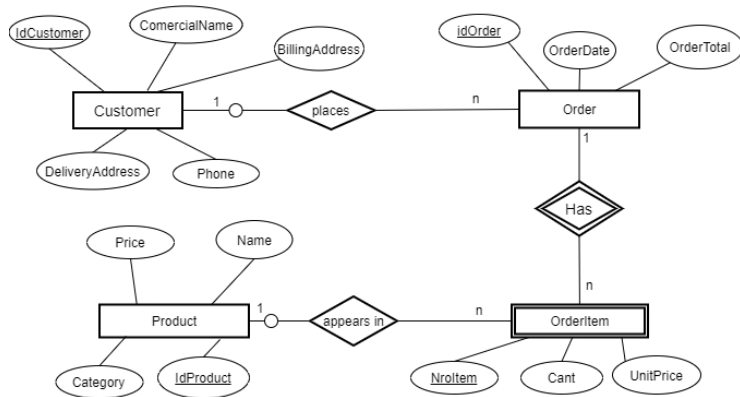 IdCustomer
ComercialName
BillingAddress
idOrder
OrderDate
OrderTotal
Customer
1
places
n
Order
1
DeliveryAddress
Phone
Has
Price
Name
n
Product
1
appears in
n
OrderItem
Category
IdProduct
NroItem
Cant
UnitPrice